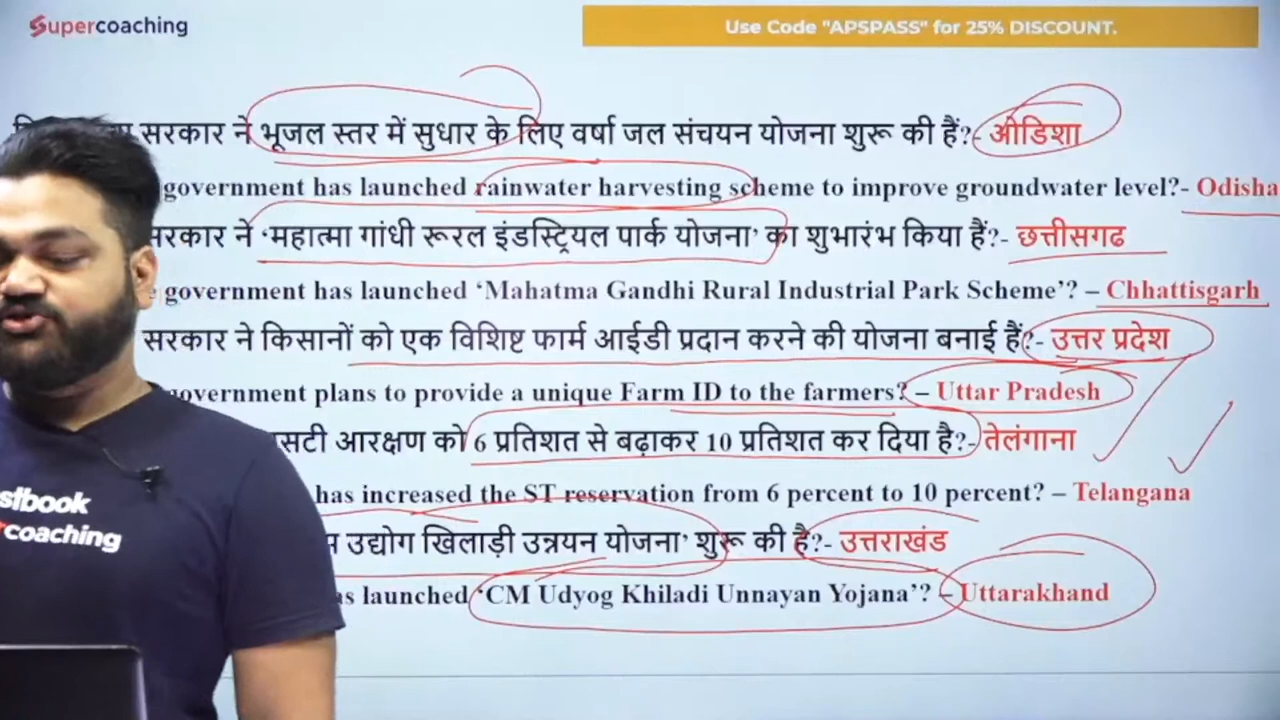 Supercoaching
Use Code "APSPASS" for 25% DISCOUNT.
सरकार ने भूजल स्तर में सुधार के लिए वर्षा जल संचयन योजना शुरू की हैं?- ओडिशा
government has launched rainwater harvesting scheme to improve groundwater level?- Odisha
सरकार ने ‘महात्मा गांधी रूरल इंडस्ट्रियल पार्क योजना’ का शुभारंभ किया हैं?- छत्तीसगढ
government has launched ‘Mahatma Gandhi Rural Industrial Park Scheme’? – Chhattisgarh
सरकार ने किसानों को एक विशिष्ट फार्म आईडी प्रदान करने की योजना बनाई हैं?- उत्तर प्रदेश
government plans to provide a unique Farm ID to the farmers? – Uttar Pradesh
आरक्षण को 6 प्रतिशत से बढ़ाकर 10 प्रतिशत कर दिया है?- तेलंगाना
has increased the ST reservation from 6 percent to 10 percent? – Telangana
उद्योग खिलाड़ी उन्नयन योजना’ शुरू की है?- उत्तराखंड
launched ‘CM Udyog Khiladi Unnayan Yojana’? – Uttarakhand
stbook
coaching